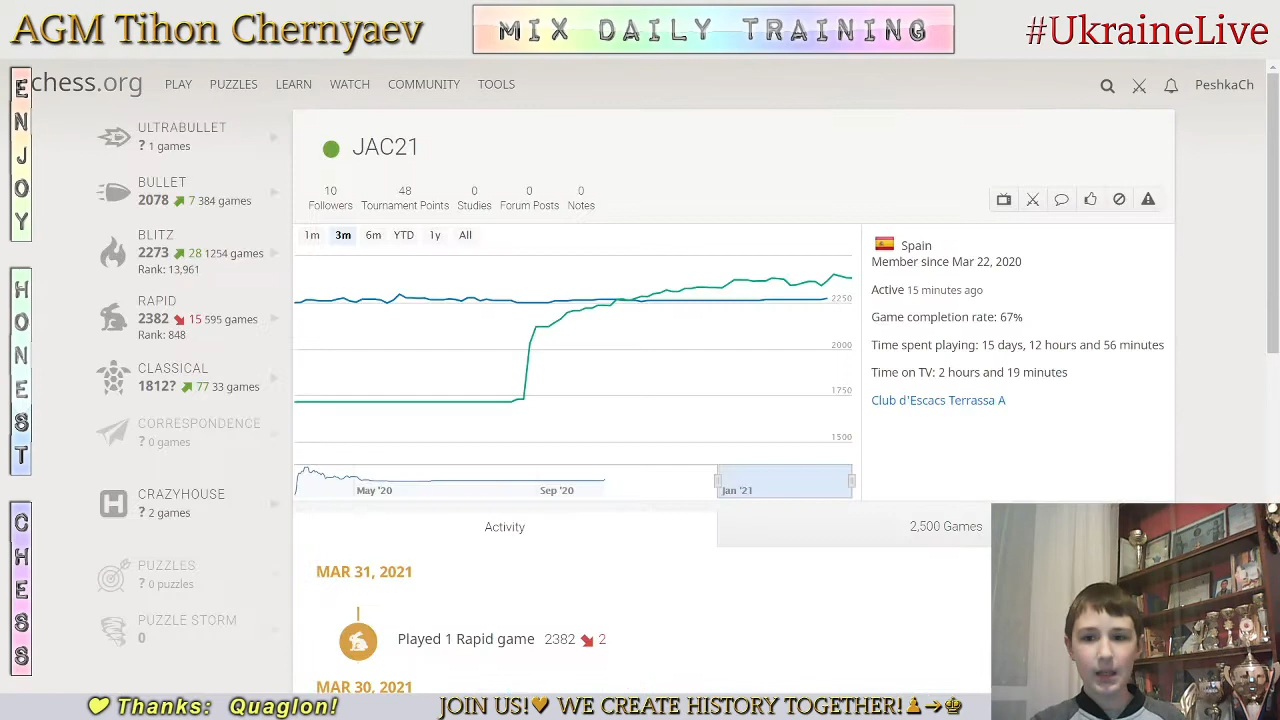 AGM Tihon Chernyaev
MIX DAILY TRAINING
#UkraineLive
ENJOY
HONEST
CHESS
chess.org
PLAY PUZZLES LEARN WATCH COMMUNITY TOOLS
PeshkaCh
ULTRABULLET
? 1 games
BULLET
2078 7 384 games
BLITZ
2273 28 1254 games
Rank: 13,961
RAPID
2382 15 595 games
Rank: 848
CLASSICAL
1812? 77 33 games
CORRESPONDENCE
? 0 games
CRAZYHOUSE
? 2 games
PUZZLES
? 0 puzzles
PUZZLE STORM
0
JAC21
10 48 0 0 0
Followers Tournament Points Studies Forum Posts Notes
1m 3m 6m YTD 1y All
2250
2000
1750
1500
May '20 Sep '20 Jan '21
Spain
Member since Mar 22, 2020
Active 15 minutes ago
Game completion rate: 67%
Time spent playing: 15 days, 12 hours and 56 minutes
Time on TV: 2 hours and 19 minutes
Club d'Escacs Terrassa A
Activity 2,500 Games
MAR 31, 2021
Played 1 Rapid game 2382 2
MAR 30, 2021
Thanks: Quaglon! JOIN US! WE CREATE HISTORY TOGETHER!